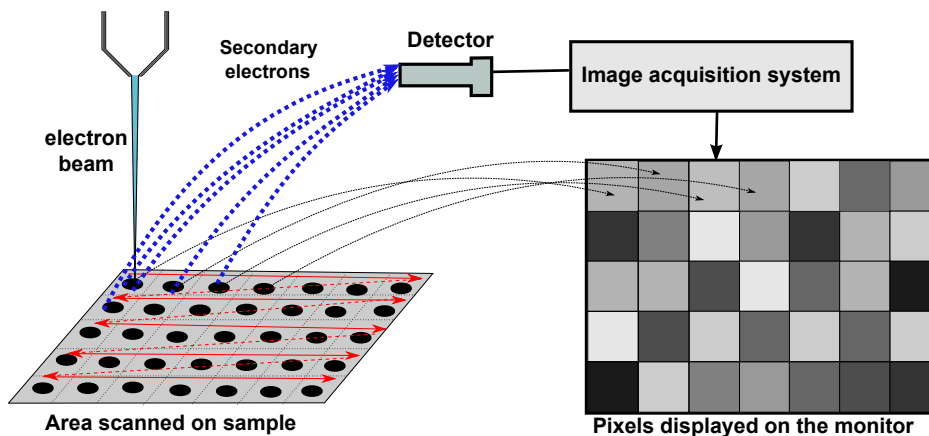 Secondary
electrons
Detector
Image acquisition system
electron
beam
Area scanned on sample
Pixels displayed on the monitor